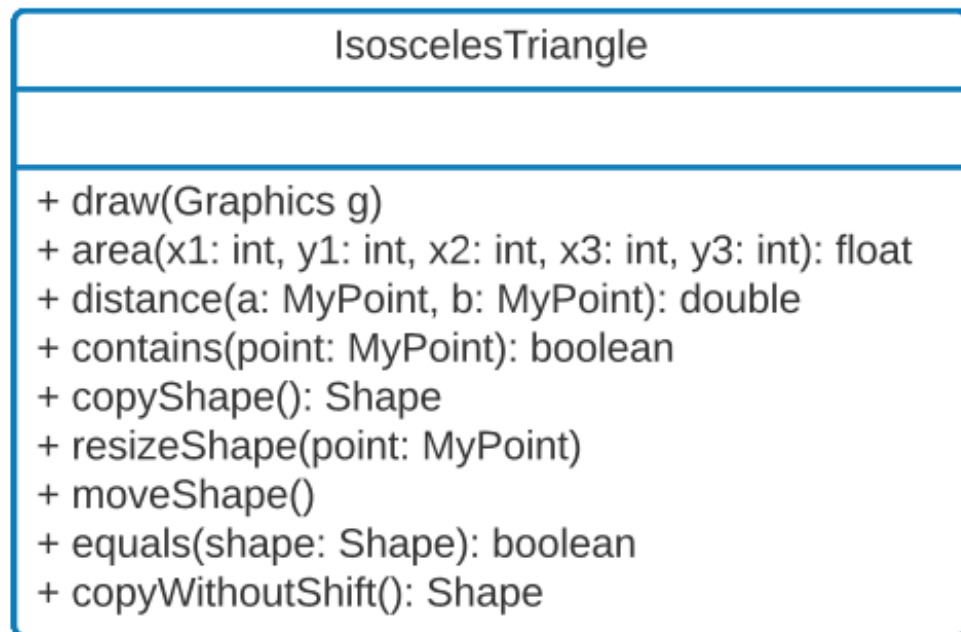 IsoscelesTriangle
+ draw(Graphics g)
+ area(x1: int, y1: int, x2: int, x3: int, y3: int): float
+ distance(a: MyPoint, b: MyPoint): double
+ contains(point: MyPoint): boolean
+ copyShape(): Shape
+ resizeShape(point: MyPoint)
+ moveShape()
+ equals(shape: Shape): boolean
+ copyWithoutShift(): Shape